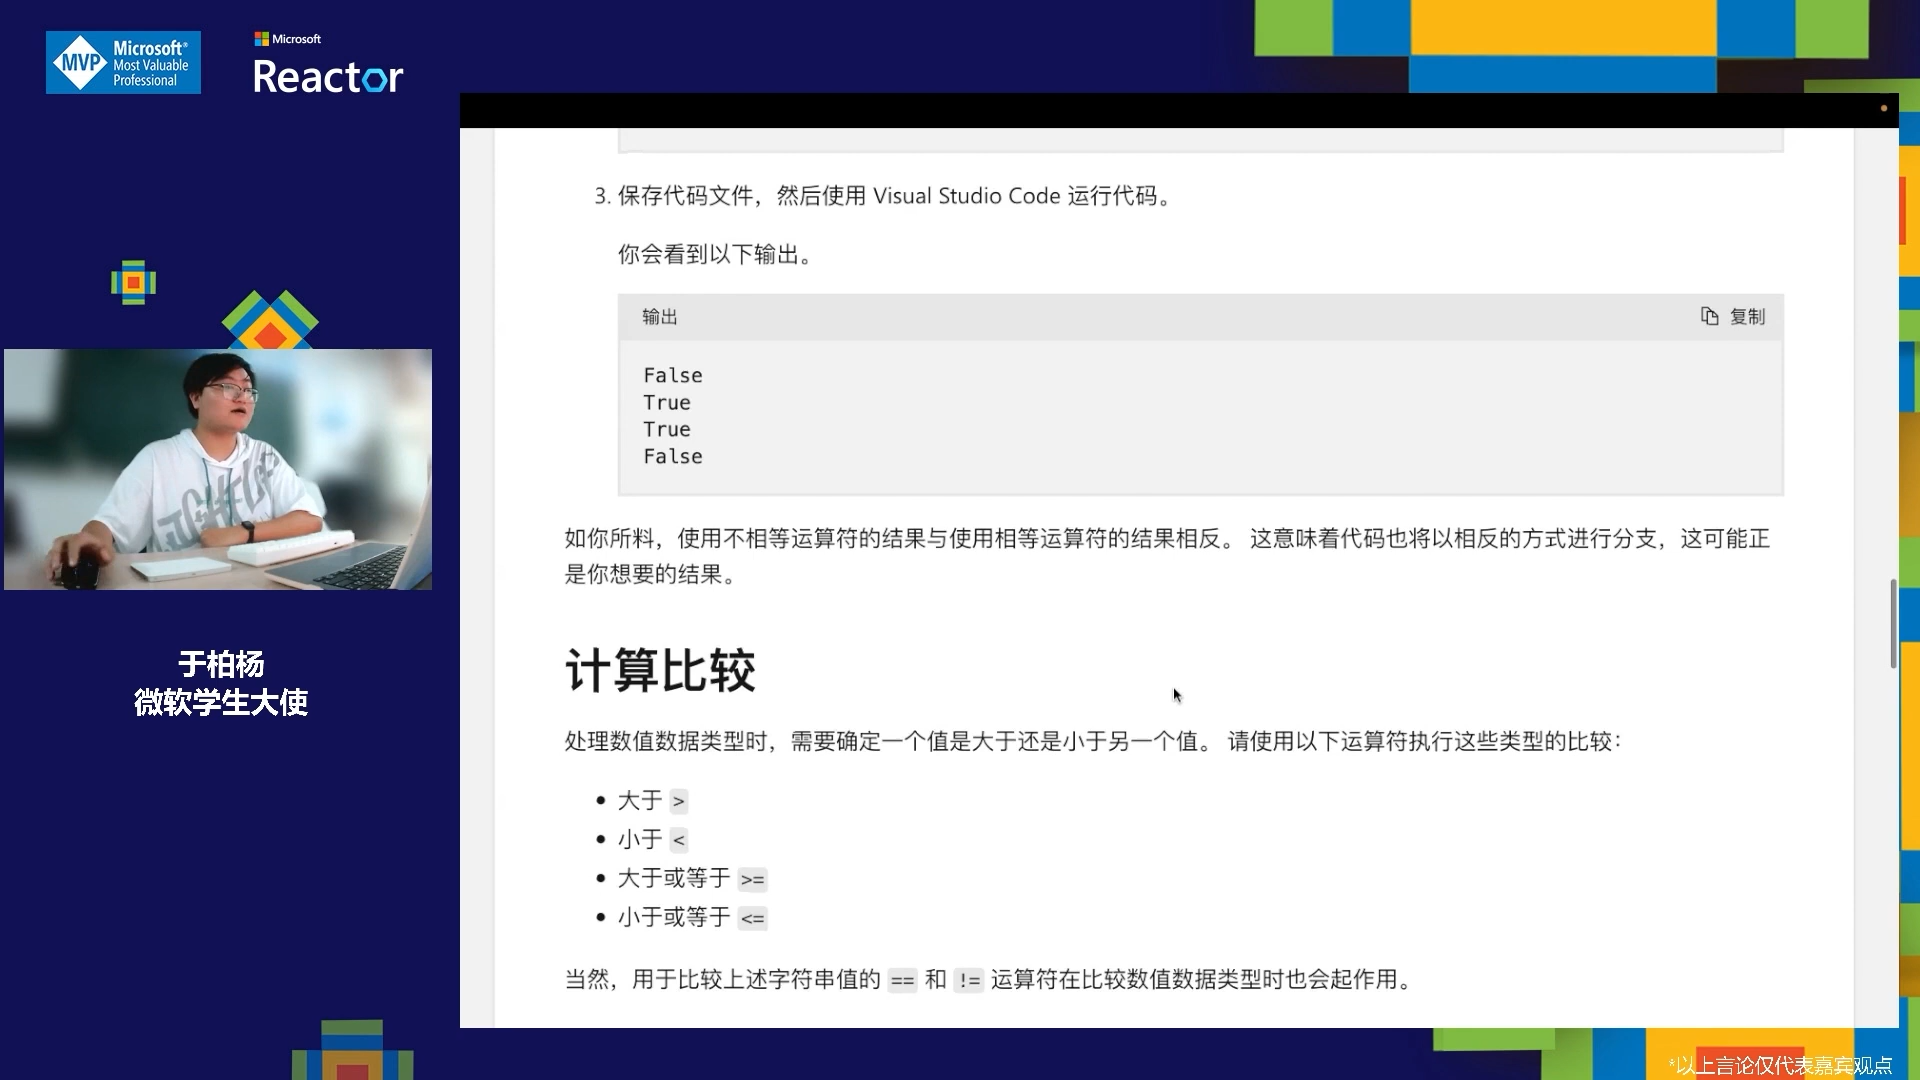 MVP
Microsoft®
Most Valuable
Professional
Microsoft
Reactor
3. 保存代码文件，然后使用 Visual Studio Code 运行代码。
你会看到以下输出。
输出
复制
False
True
True
False
如你所料，使用不相等运算符的结果与使用相等运算符的结果相反。 这意味着代码也将以相反的方式进行分支，这可能正
是你想要的结果。
计算比较
处理数值数据类型时，需要确定一个值是大于还是小于另一个值。 请使用以下运算符执行这些类型的比较：
• 大于 >
• 小于 <
• 大于或等于 >=
• 小于或等于 <=
当然，用于比较上述字符串值的 == 和 != 运算符在比较数值数据类型时也会起作用。
于柏杨
微软学生大使
*以上言论仅代表嘉宾观点